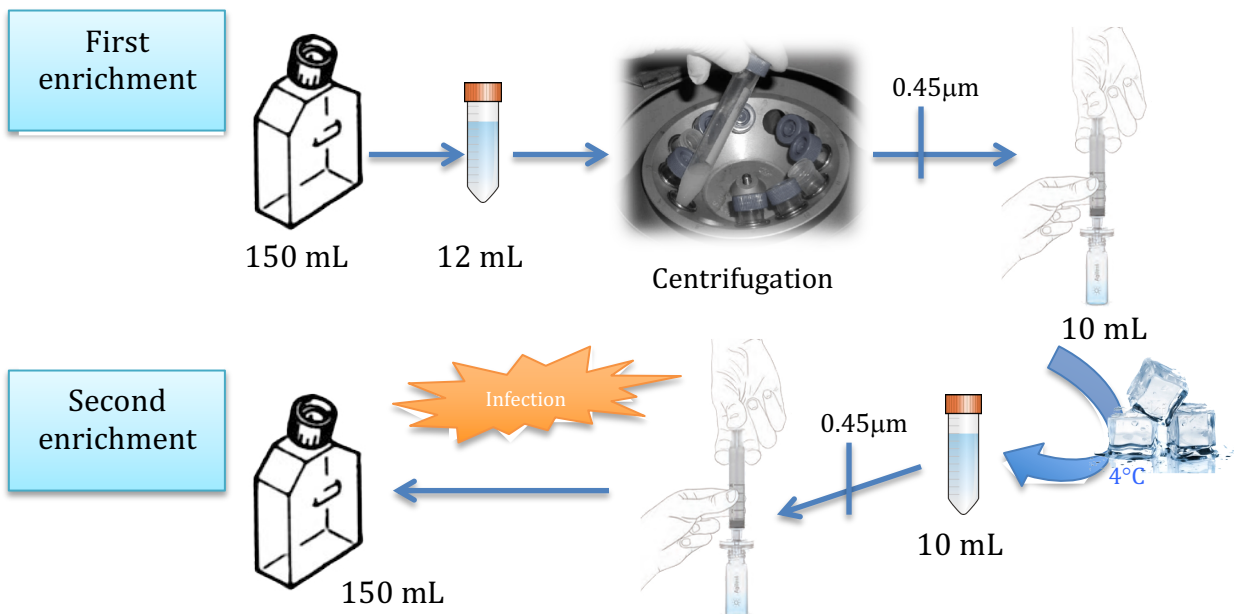 First
enrichment
0.45µm
150 mL
12 mL
Centrifugation
10 mL
Second
enrichment
Infection
0.45µm
4°C
10 mL
150 mL